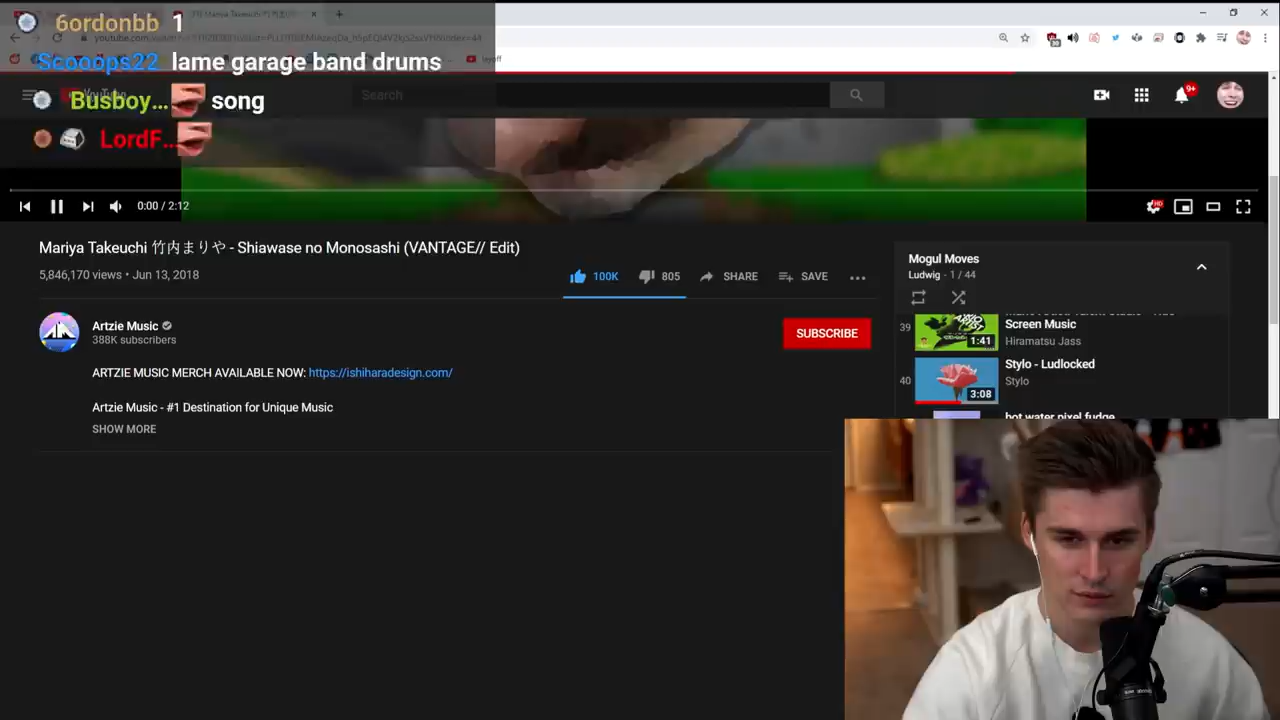 6ordonbb 1
Scooops22 lame garage band drums
Busboy... song
LordF...
Search
9+
0:00 / 2:12
HD
Mariya Takeuchi 竹内まりや - Shiawase no Monosashi (VANTAGE// Edit)
5,846,170 views • Jun 13, 2018
100K
805
SHARE
SAVE
Artzie Music
388K subscribers
SUBSCRIBE
ARTZIE MUSIC MERCH AVAILABLE NOW: https://ishiharadesign.com/
Artzie Music - #1 Destination for Unique Music
SHOW MORE
Mogul Moves
Ludwig - 1 / 44
39
1:41
Screen Music
Hiramatsu Jass
40
3:08
Stylo - Ludlocked
Stylo
hot water pixel fudge